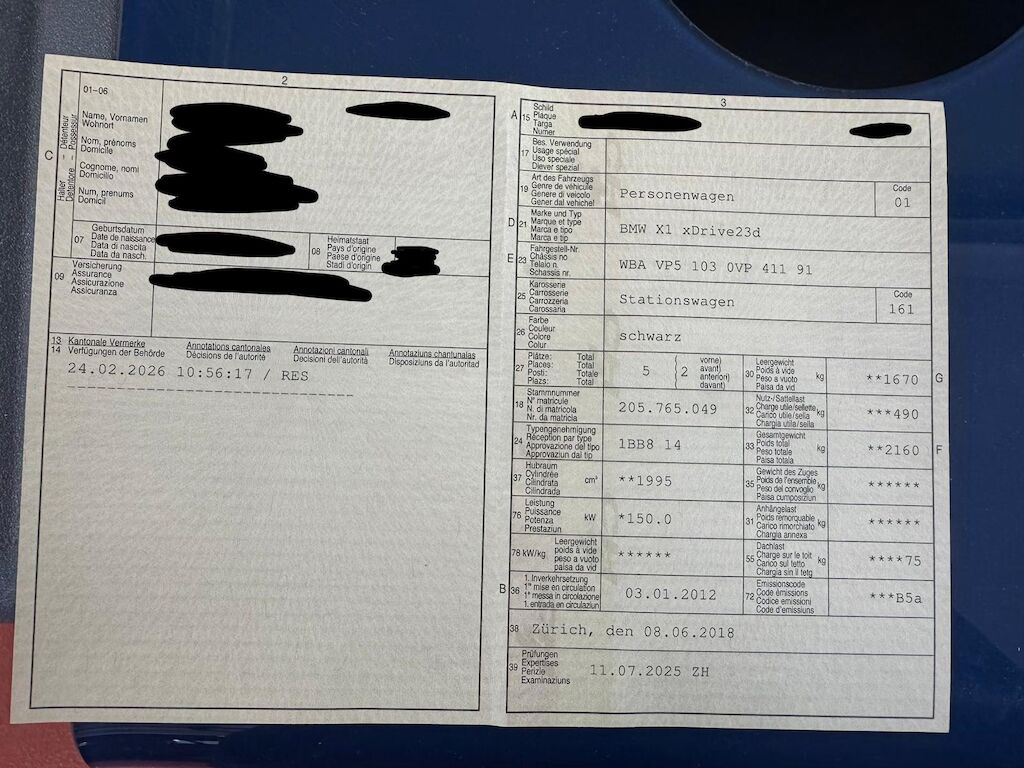 2
01-06
C
Halter Détenteur
Detentore Possessur
Name, Vornamen
Wohnort
Nom, prénoms
Domicile
Cognome, nomi
Domicilio
Num, prenums
Domicil
07
Geburtsdatum
Date de naissance
Data di nascita
Data da nasch.
08
Heimatstaat
Pays d'origine
Paese d'origine
Stadi d'origin
09
Versicherung
Assurance
Assicurazione
Assicuranza
13 Kantonale Vermerke Annotations cantonales Annotazioni cantonali Annotaziuns chantunalas
14 Verfügungen der Behörde Décisions de l'autorité Decisioni dell'autorità Disposiziuns da l'autoritad
24.02.2026 10:56:17 / RES
3
A 15
Schild
Plaque
Targa
Numer
17
Bes. Verwendung
Usage spécial
Uso speciale
Diever spezial
19
Art des Fahrzeugs
Genre de véhicule
Genere di veicolo
Gener dal vehichel
Personenwagen
Code
01
D 21
Marke und Typ
Marque et type
Marca e tipo
Marca e tip
BMW X1 xDrive23d
E 23
Fahrgestell-Nr.
Châssis no
Telaio n.
Schassis nr.
WBA VP5 103 0VP 411 91
25
Karosserie
Carrosserie
Carrozzeria
Carossaria
Stationswagen
Code
161
26
Farbe
Couleur
Colore
Colur
schwarz
27
Plätze: Total
Places: Total
Posti: Totale
Plazs: Total
5
2
vorne)
avant)
anteriori)
davant)
30
Leergewicht
Poids à vide
Peso a vuoto
Paisa da vid
kg
**1670
G
18
Stammnummer
N° matricule
N. di matricola
Nr. da matricla
205.765.049
32
Nutz-/Sattellast
Charge utile/sellette
Carico utile/sella
Chargia utila/sella
kg
***490
24
Typengenehmigung
Réception par type
Approvazione del tipo
Approvaziun dal tip
1BB8 14
33
Gesamtgewicht
Poids total
Peso totale
Paisa totala
kg
**2160
F
37
Hubraum
Cylindrée
Cilindrata
Cilindrada
cm³
**1995
35
Gewicht des Zuges
Poids de l'ensemble
Peso del convoglio
Paisa cumposiziun
kg
******
76
Leistung
Puissance
Potenza
Prestaziun
kW
*150.0
31
Anhängelast
Poids remorquable
Carico rimorchiato
Chargia annexa
kg
******
78 kW/kg
Leergewicht
poids à vide
peso a vuoto
paisa da vid
******
55
Dachlast
Charge sur le toit
Carico sul tetto
Chargia sin il tetg
kg
****75
B 36
1. Inverkehrsetzung
1re mise en circulation
1a messa in circolazione
1. entrada en circulaziun
03.01.2012
72
Emissionscode
Code émissions
Codice emissioni
Code d'emissiuns
***B5a
38
Zürich, den 08.06.2018
39
Prüfungen
Expertises
Perizie
Examinaziuns
11.07.2025 ZH